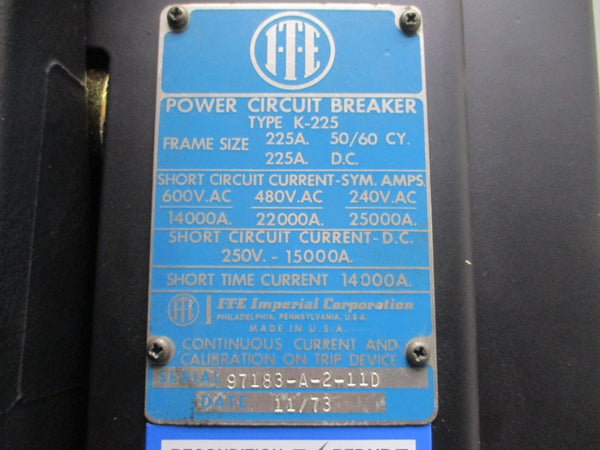 I-T-E
POWER CIRCUIT BREAKER
TYPE K-225
FRAME SIZE 225A. 50/60 CY.
225A. D.C.
SHORT CIRCUIT CURRENT-SYM. AMPS.
600V.AC 480V.AC 240V.AC
14000A. 22000A. 25000A.
SHORT CIRCUIT CURRENT-D.C.
250V.-15000A.
SHORT TIME CURRENT 14000A.
ITE I-T-E Imperial Corporation
PHILADELPHIA, PENNSYLVANIA, U.S.A.
MADE IN U.S.A.
CONTINUOUS CURRENT AND
CALIBRATION ON TRIP DEVICE
SERIAL 97183-A-2-11D
DATE 11/73